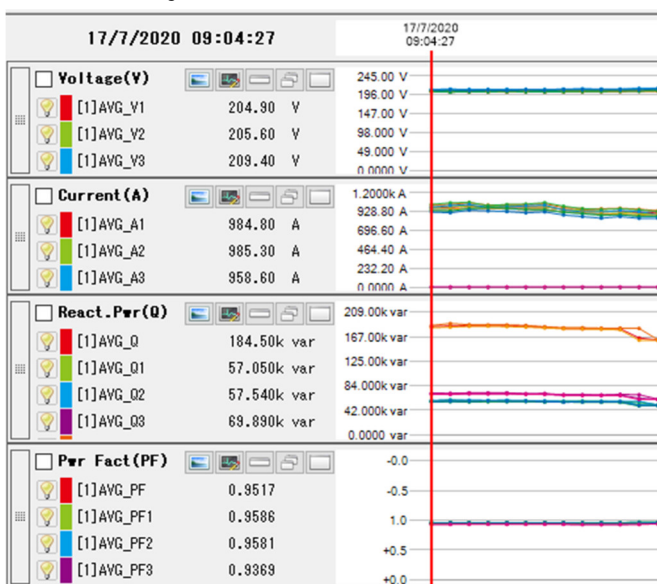 17/7/2020 09:04:27
17/7/2020
09:04:27
Voltage(V)
[1]AVG_V1 204.90 V
[1]AVG_V2 205.60 V
[1]AVG_V3 209.40 V
245.00 V
196.00 V
147.00 V
98.000 V
49.000 V
0.0000 V
Current(A)
[1]AVG_A1 984.80 A
[1]AVG_A2 985.30 A
[1]AVG_A3 958.60 A
1.2000k A
928.80 A
696.60 A
464.40 A
232.20 A
0.0000 A
React.Pwr(Q)
[1]AVG_Q 184.50k var
[1]AVG_Q1 57.050k var
[1]AVG_Q2 57.540k var
[1]AVG_Q3 69.890k var
209.00k var
167.00k var
125.00k var
84.000k var
42.000k var
0.0000 var
Pwr Fact(PF)
[1]AVG_PF 0.9517
[1]AVG_PF1 0.9586
[1]AVG_PF2 0.9581
[1]AVG_PF3 0.9369
-0.0
-0.5
1.0
+0.5
+0.0